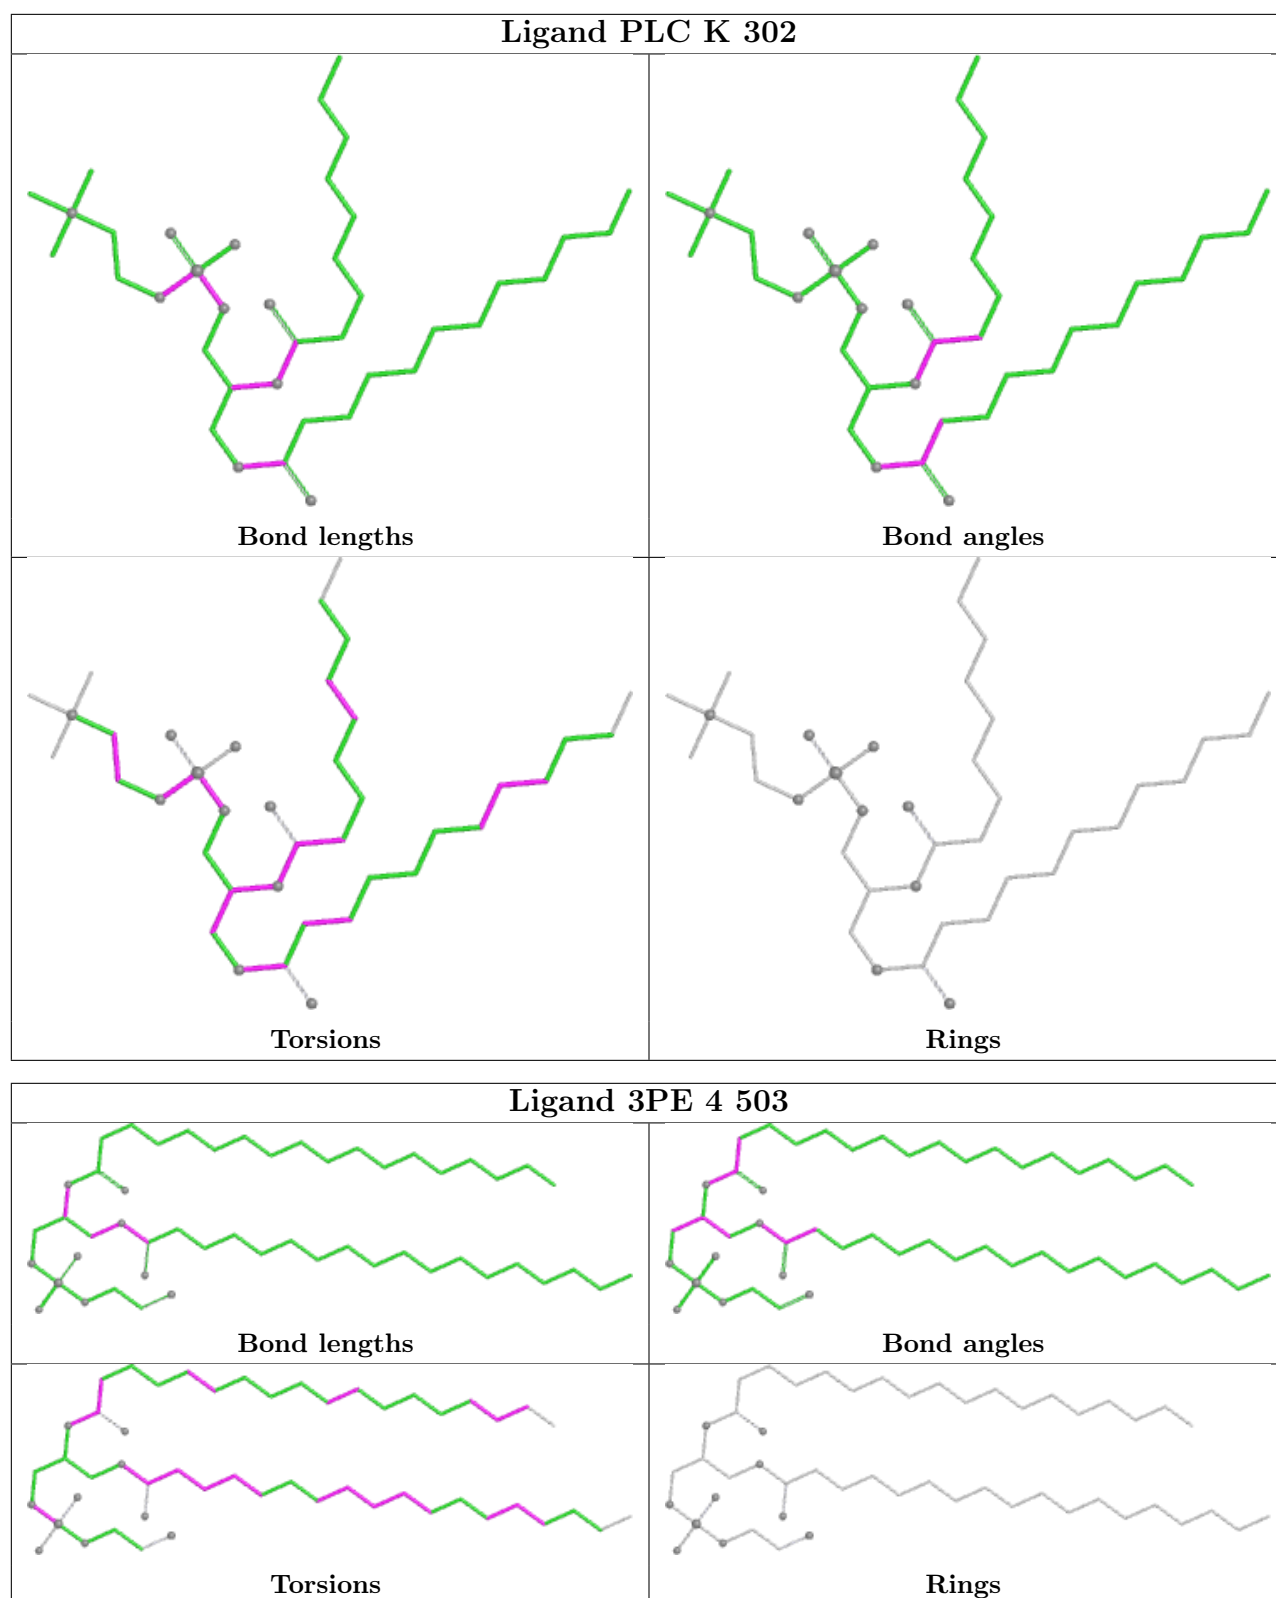 Ligand PLC K 302
Bond lengths
Bond angles
Torsions
Rings
Ligand 3PE 4 503
Bond lengths
Bond angles
Torsions
Rings